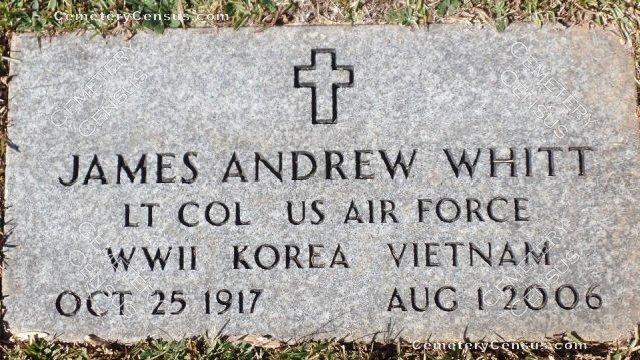 CemeteryCensus.com
JAMES ANDREW WHITT
LT COL US AIR FORCE
WWII KOREA VIETNAM
OCT 25 1917 AUG 1 2006
CemeteryCensus.com